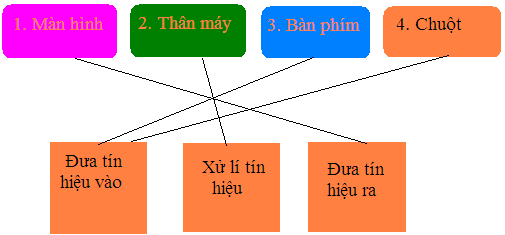 1. Màn hình
2. Thân máy
3. Bàn phím
4. Chuột
Đưa tín
hiệu vào
Xử lí tín
hiệu
Đưa tín
hiệu ra